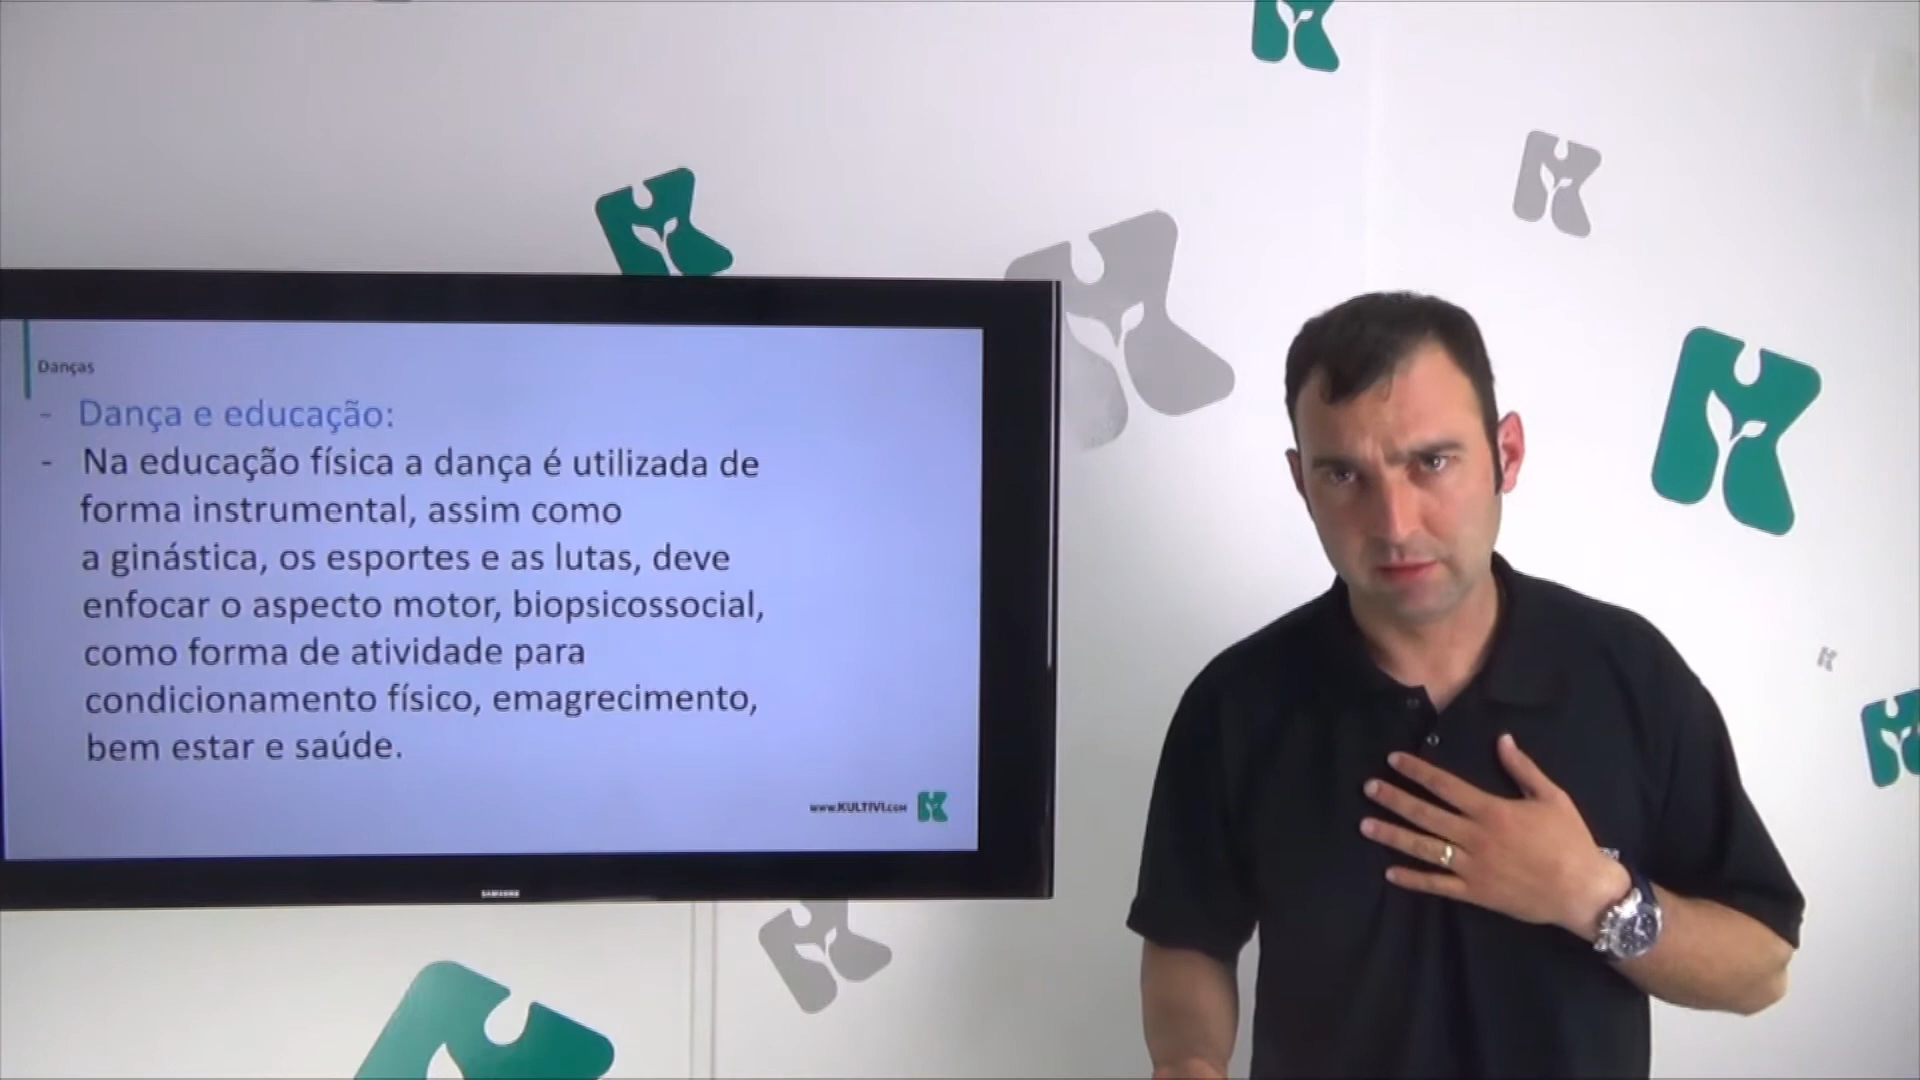 Danças
- Dança e educação:
- Na educação física a dança é utilizada de
forma instrumental, assim como
a ginástica, os esportes e as lutas, deve
enfocar o aspecto motor, biopsicossocial,
como forma de atividade para
condicionamento físico, emagrecimento,
bem estar e saúde.
www.KULTIVI.com
SAMSUNG